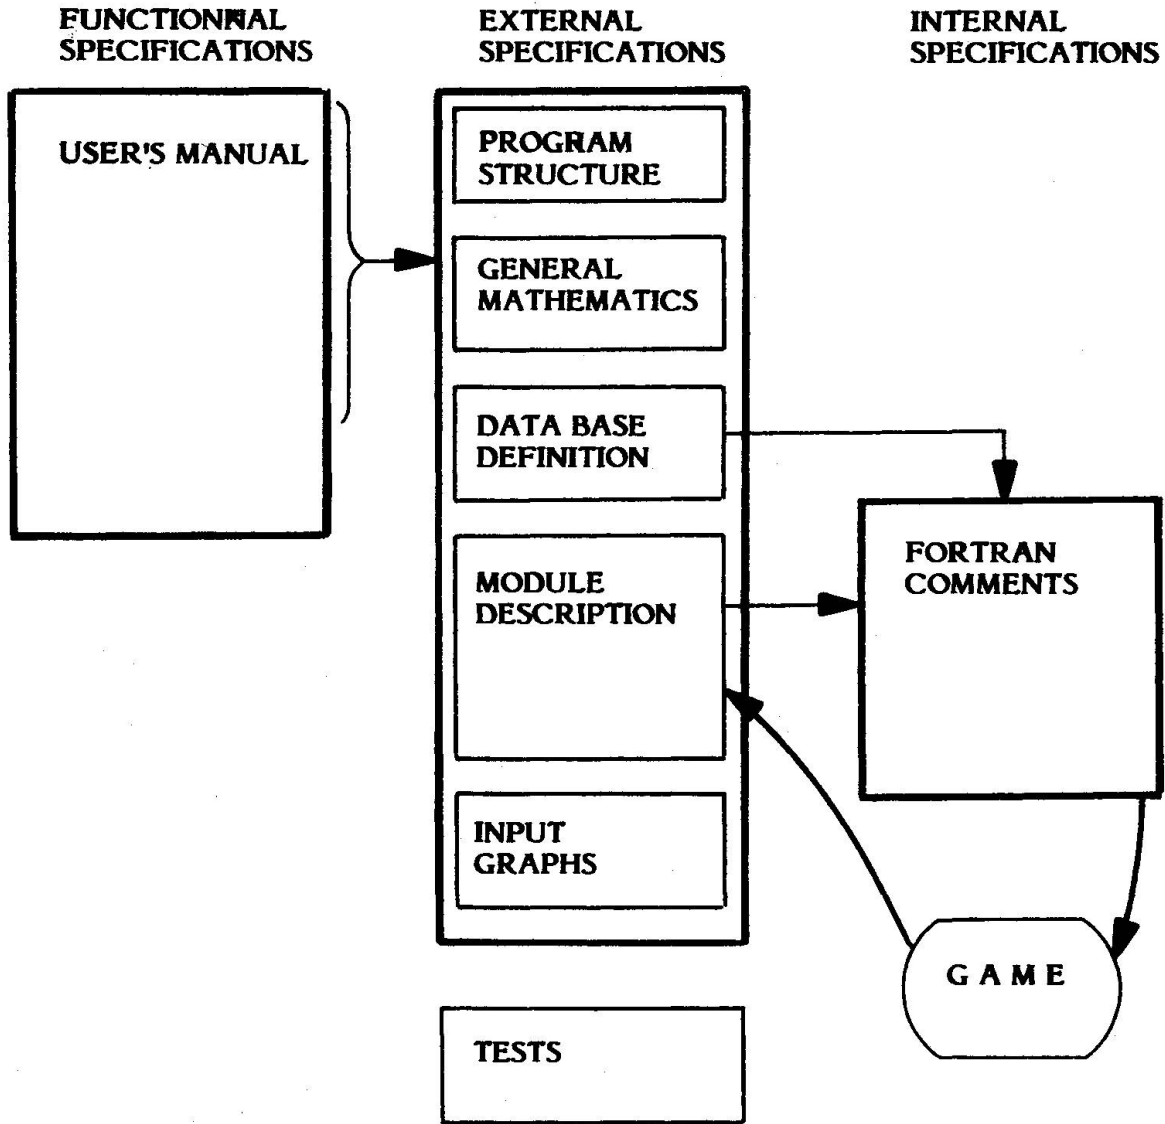 FUNCTIONNAL
SPECIFICATIONS
EXTERNAL
SPECIFICATIONS
INTERNAL
SPECIFICATIONS
USER'S MANUAL
PROGRAM
STRUCTURE
GENERAL
MATHEMATICS
DATA BASE
DEFINITION
MODULE
DESCRIPTION
FORTRAN
COMMENTS
INPUT
GRAPHS
GAME
TESTS